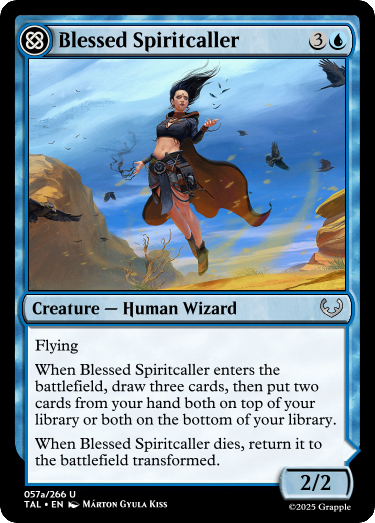 Blessed Spiritcaller 3
Creature — Human Wizard
Flying
When Blessed Spiritcaller enters the
battlefield, draw three cards, then put two
cards from your hand both on top of your
library or both on the bottom of your library.
When Blessed Spiritcaller dies, return it to
the battlefield transformed.
2/2
057a/266 U
TAL • EN Márton Gyula Kiss
©2025 Grapple